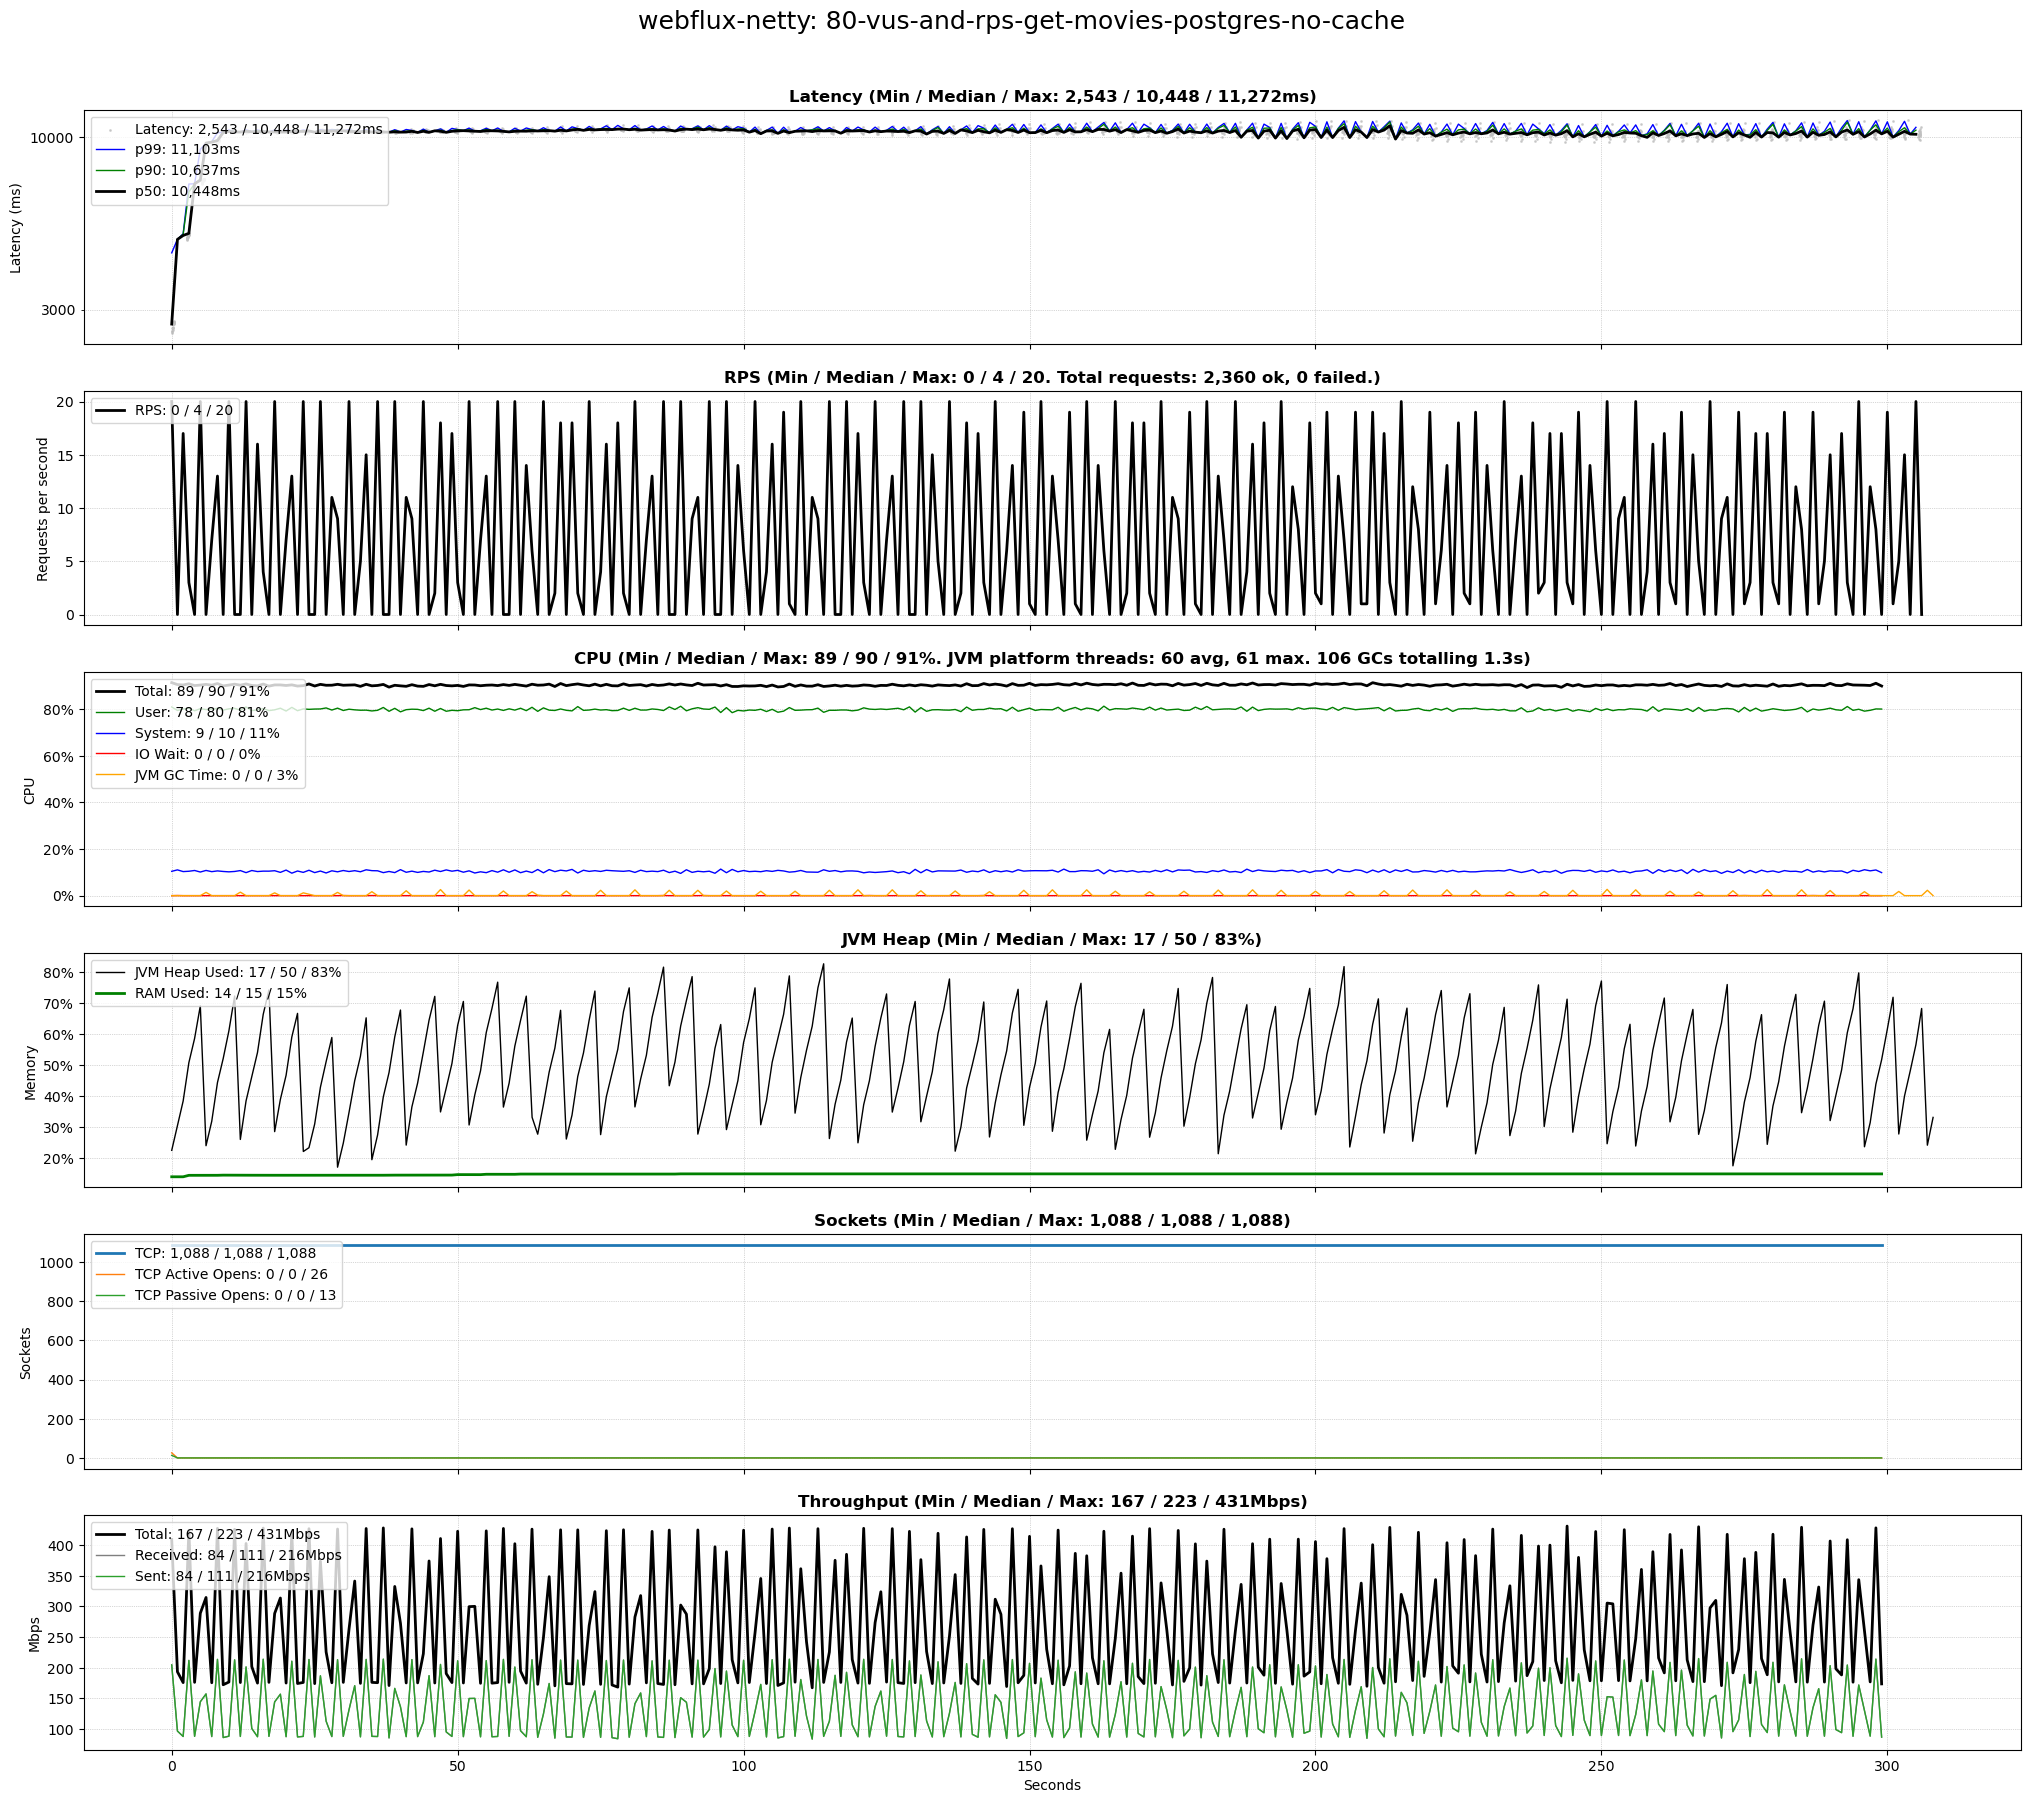 webflux-netty: 80-vus-and-rps-get-movies-postgres-no-cache
Latency (Min / Median / Max: 2,543 / 10,448 / 11,272ms)
Latency (ms)
10000
3000
Latency: 2,543 / 10,448 / 11,272ms
p99: 11,103ms
p90: 10,637ms
p50: 10,448ms
RPS (Min / Median / Max: 0 / 4 / 20. Total requests: 2,360 ok, 0 failed.)
Requests per second
20
15
10
5
0
RPS: 0 / 4 / 20
CPU (Min / Median / Max: 89 / 90 / 91%. JVM platform threads: 60 avg, 61 max. 106 GCs totalling 1.3s)
CPU
80%
60%
40%
20%
0%
Total: 89 / 90 / 91%
User: 78 / 80 / 81%
System: 9 / 10 / 11%
IO Wait: 0 / 0 / 0%
JVM GC Time: 0 / 0 / 3%
JVM Heap (Min / Median / Max: 17 / 50 / 83%)
Memory
80%
70%
60%
50%
40%
30%
20%
JVM Heap Used: 17 / 50 / 83%
RAM Used: 14 / 15 / 15%
Sockets (Min / Median / Max: 1,088 / 1,088 / 1,088)
Sockets
1000
800
600
400
200
0
TCP: 1,088 / 1,088 / 1,088
TCP Active Opens: 0 / 0 / 26
TCP Passive Opens: 0 / 0 / 13
Throughput (Min / Median / Max: 167 / 223 / 431Mbps)
Mbps
400
350
300
250
200
150
100
Total: 167 / 223 / 431Mbps
Received: 84 / 111 / 216Mbps
Sent: 84 / 111 / 216Mbps
0 50 100 150 200 250 300
Seconds